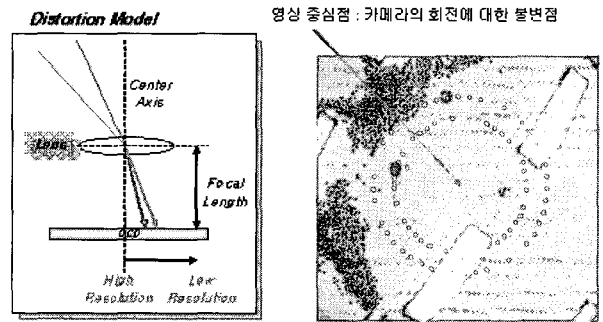 Distortion Model
영상 중심점 : 카메라의 회전에 대한 불변점
Center
Axis
Lens
Focal
Length
CCD
High
Resolution
Low
Resolution